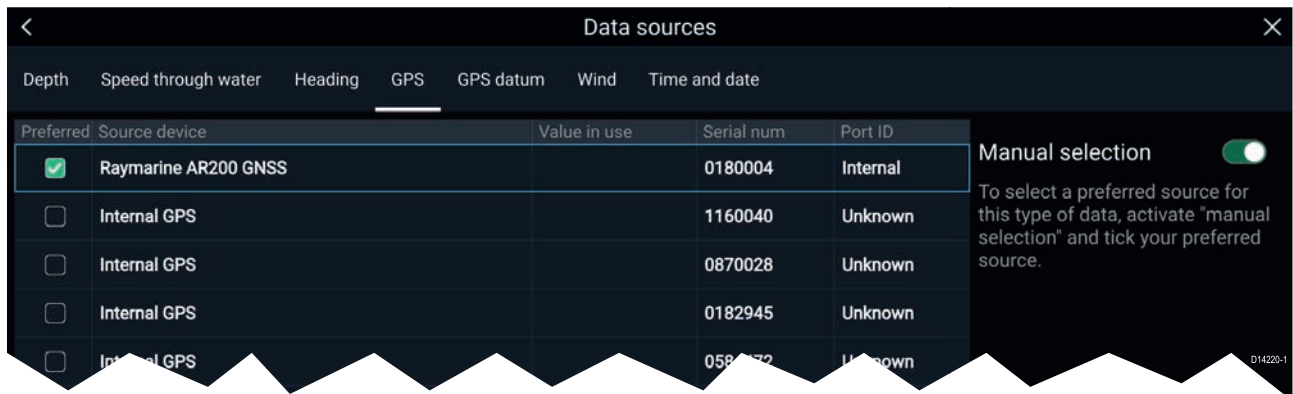 Data sources
Depth Speed through water Heading GPS GPS datum Wind Time and date
Preferred Source device Value in use Serial num Port ID
Raymarine AR200 GNSS 0180004 Internal
Internal GPS 1160040 Unknown
Internal GPS 0870028 Unknown
Internal GPS 0182945 Unknown
GPS
Manual selection
To select a preferred source for
this type of data, activate "manual
selection" and tick your preferred
source.
D14220-1